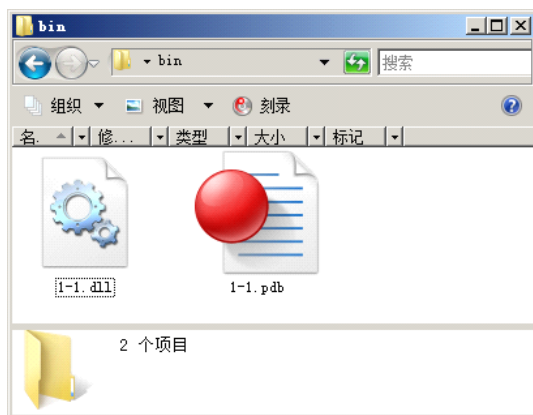 bin
bin
搜索
组织 视图 刻录
名. 修... 类型 大小 标记
1-1.dll 1-1.pdb
2 个项目